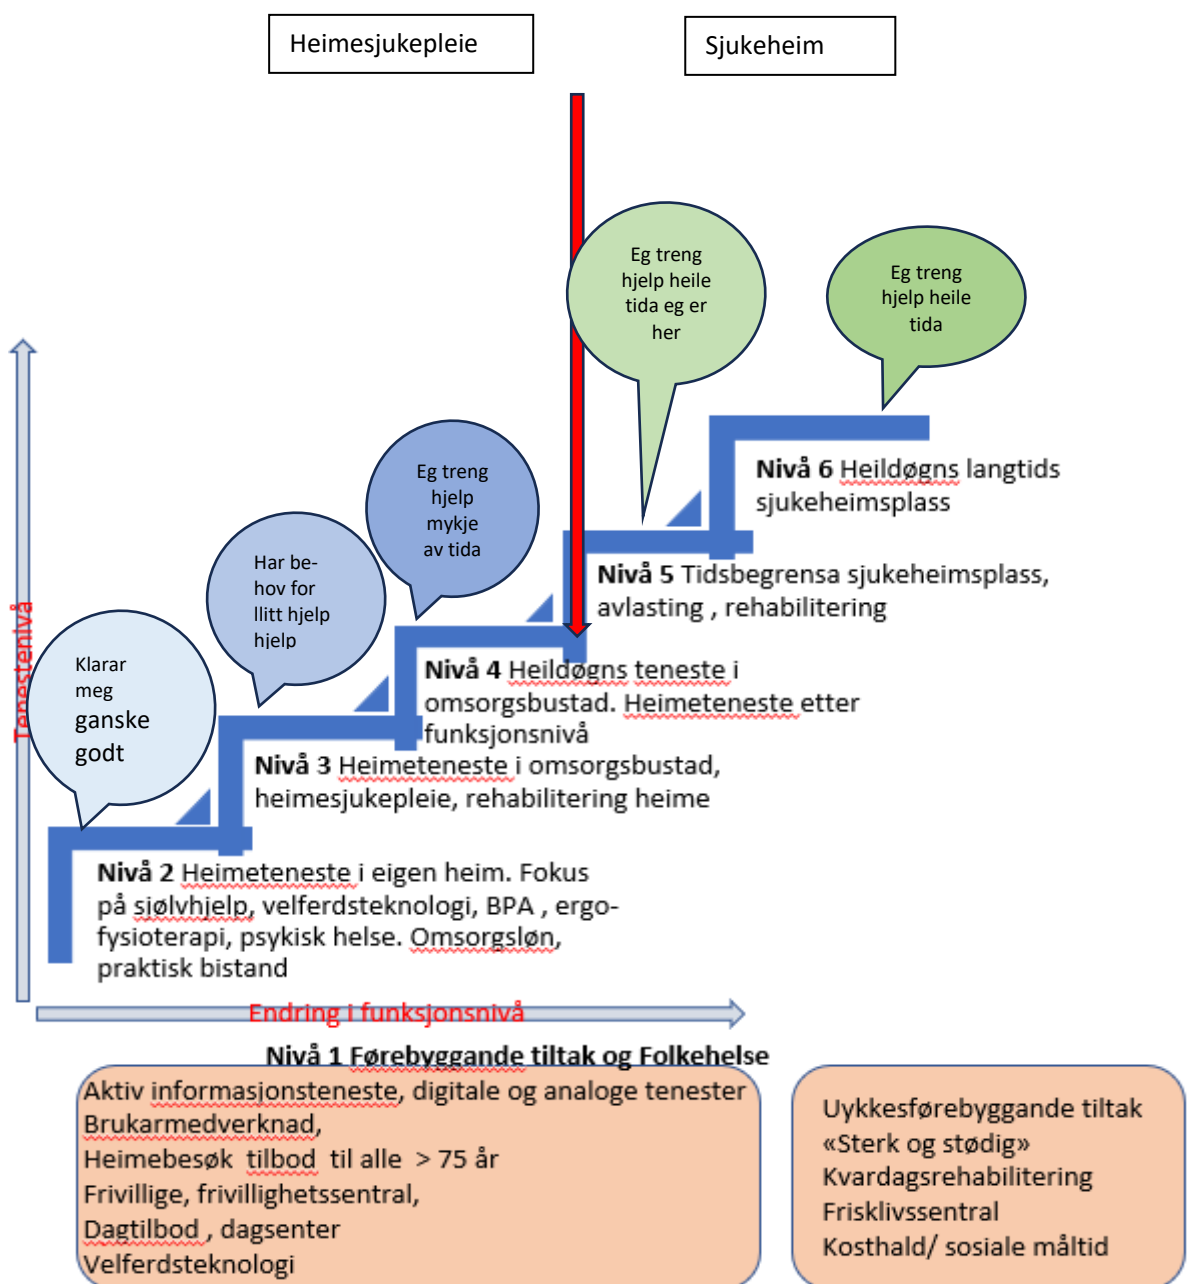 Heimesjukepleie
Sjukeheim
Eg treng
hjelp heile
tida eg er
her
Eg treng
hjelp heile
tida
Eg treng
hjelp
mykje
av tida
Har be-
hov for
llitt hjelp
hjelp
Klarar
meg
ganske
godt
Tenestenivå
Nivå 6 Heildøgns langtids
sjukeheimsplass
Nivå 5 Tidsbegrensa sjukeheimsplass,
avlasting , rehabilitering
Nivå 4 Heildøgns teneste i
omsorgsbustad. Heimeteneste etter
funksjonsnivå
Nivå 3 Heimeteneste i omsorgsbustad,
heimesjukepleie, rehabilitering heime
Nivå 2 Heimeteneste i eigen heim. Fokus
på sjølvhjelp, velferdsteknologi, BPA , ergo-
fysioterapi, psykisk helse. Omsorgsløn,
praktisk bistand
Endring i funksjonsnivå
Nivå 1 Førebyggande tiltak og Folkehelse
Aktiv informasjonsteneste, digitale og analoge tenester
Brukarmedverknad,
Heimebesøk tilbod til alle > 75 år
Frivillige, frivillighetssentral,
Dagtilbod , dagsenter
Velferdsteknologi
Uykkesførebyggande tiltak
«Sterk og stødig»
Kvardagsrehabilitering
Frisklivssentral
Kosthald/ sosiale måltid